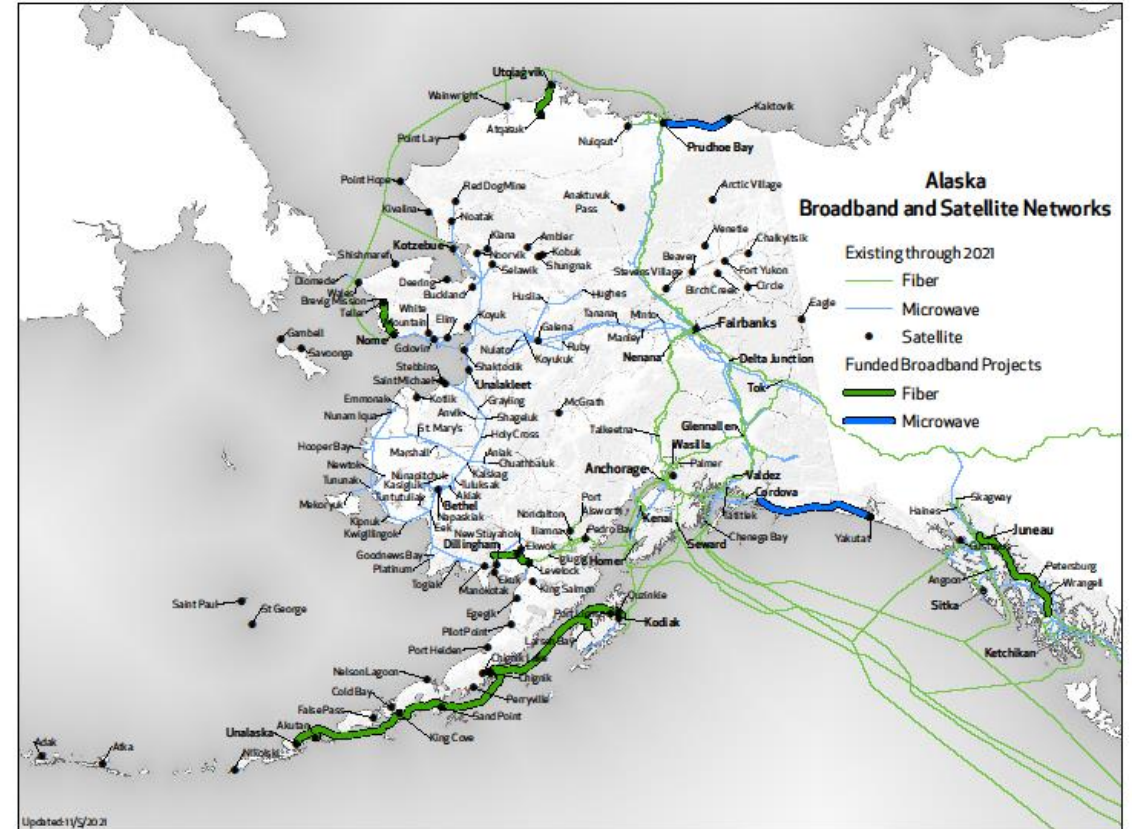 Utqiaġvik
Wainwright
Kaktovik
Atqasuk
Nuiqsut
Prudhoe Bay
Point Lay
Alaska
Broadband and Satellite Networks
Point Hope
Red Dog Mine
Anaktuvuk
Pass
Arctic Village
Kivalina
Noatak
Existing through 2021
Fiber
Microwave
Satellite
Funded Broadband Projects
Fiber
Microwave
Kotzebue
Kiana
Ambler
Noorvik
Kobuk
Shungnak
Selawik
Venetie
Chalkyitsik
Beaver
Stevens Village
Fort Yukon
Birch Creek
Circle
Shishmaref
Deering
Buckland
Diomede
Wales
Brevig Mission
Teller
White
Mountain
Elim
Koyuk
Huslia
Hughes
Tanana
Minto
Eagle
Galena
Manley
Fairbanks
Gambell
Savoonga
Nome
Golovin
Nulato
Ruby
Koyukuk
Nenana
Delta Junction
Shaktoolik
Stebbins
Saint Michael
Unalakleet
Tok
Emmonak
Kotlik
Grayling
McGrath
Nunam Iqua
Anvik
Shageluk
St. Mary's
Holy Cross
Talkeetna
Glennallen
Wasilla
Hooper Bay
Marshall
Aniak
Chuathbaluk
Anchorage
Palmer
Newtok
Nunapitchuk
Kalskag
Valdez
Tununak
Kasigluk
Tuluksak
Cordova
Mekoryuk
Tuntutuliak
Akiak
Bethel
Port
Alsworth
Tatitlek
Skagway
Napaskiak
Nondalton
Kenai
Haines
Kipnuk
Eek
Iliamna
Pedro Bay
Chenega Bay
Yakutat
Juneau
Kwigillingok
New Stuyahok
Seward
Goodnews Bay
Dillingham
Ekwok
Igiugig
Homer
Petersburg
Platinum
Levelock
Angoon
Wrangell
Togiak
Ekuk
Manokotak
King Salmon
Sitka
Saint Paul
St George
Egegik
Ouzinkie
Kodiak
Pilot Point
Larsen Bay
Ketchikan
Port Heiden
Nelson Lagoon
Chignik Lake
Chignik
Cold Bay
Perryville
False Pass
Sand Point
Akutan
Unalaska
King Cove
Adak
Atka
Nikolski
Updated: 11/5/2021